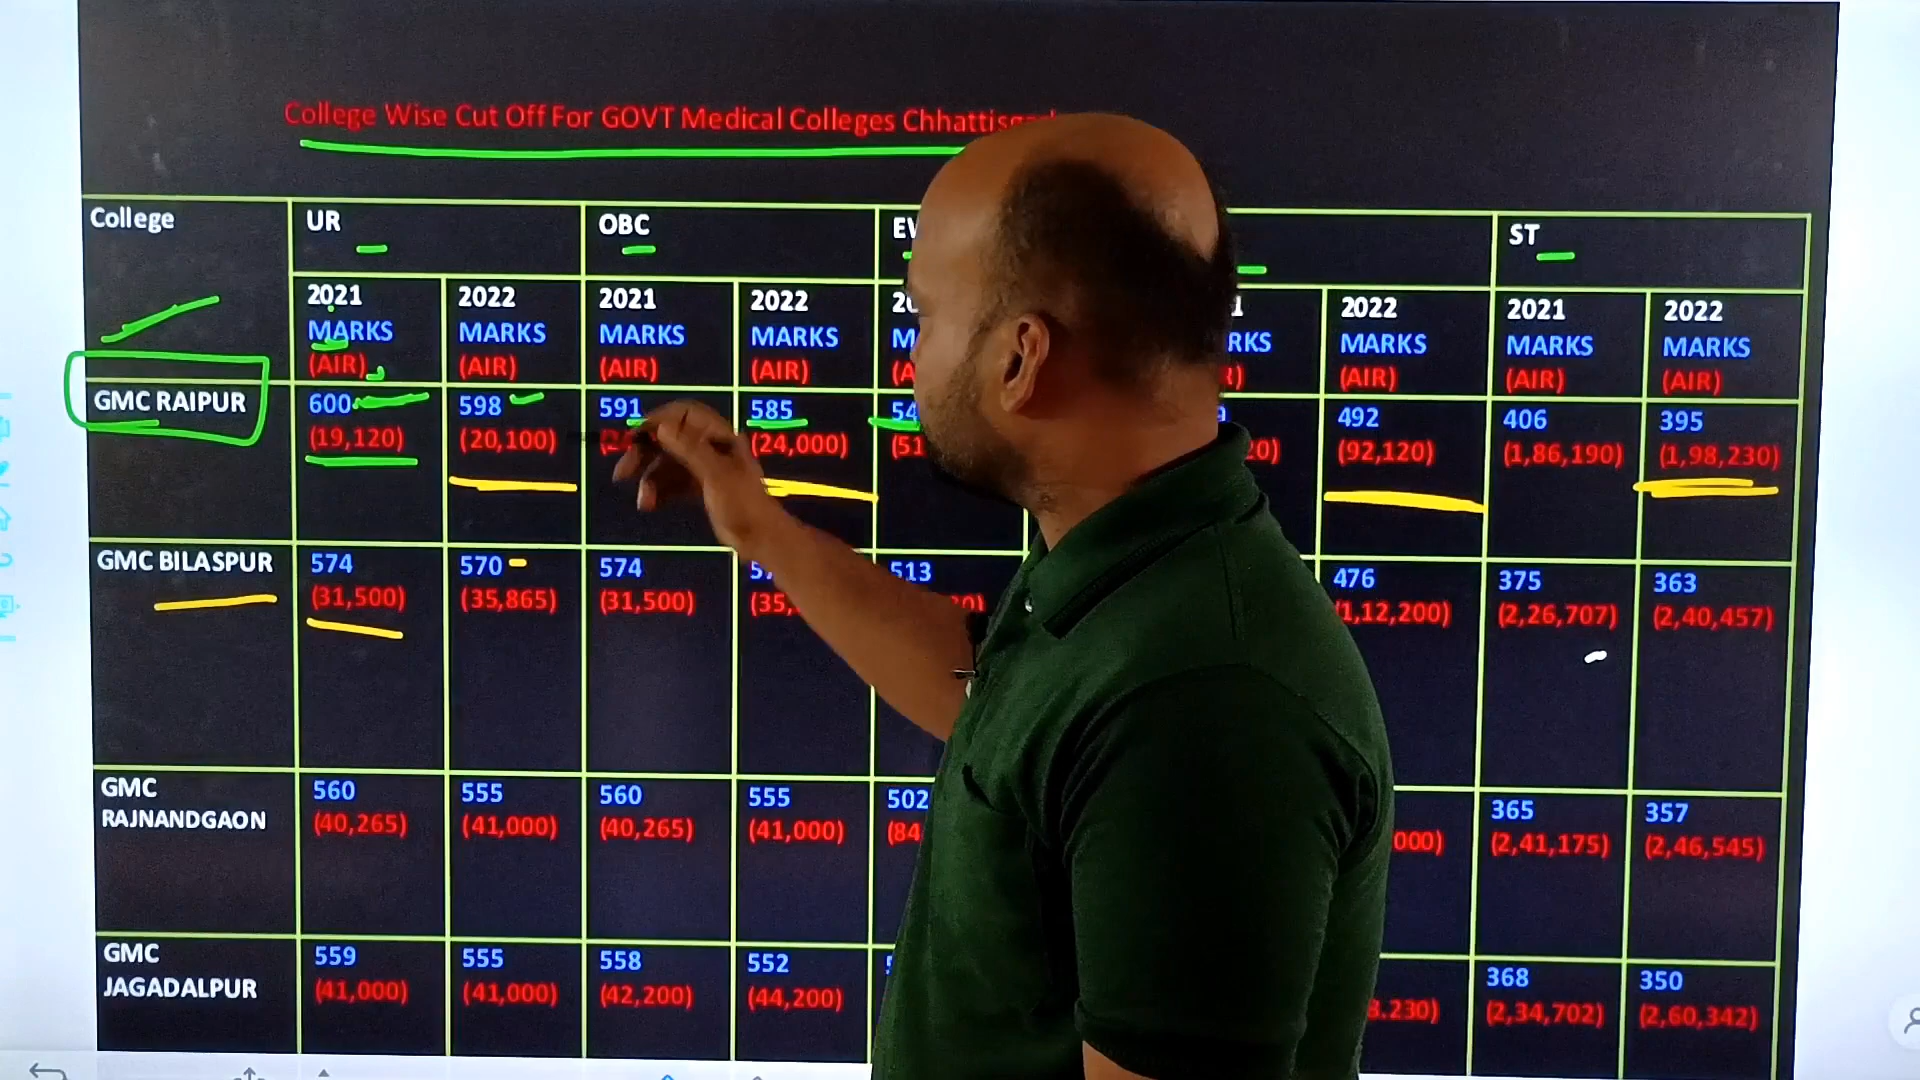 College Wise Cut Off For GOVT Medical Colleges
College UR OBC ST
2021 2022 2021 2022 2022 2021 2022
MARKS MARKS MARKS MARKS MARKS MARKS MARKS
(AIR) (AIR) (AIR) (AIR) (AIR) (AIR) (AIR)
GMC RAIPUR 600 598 591 585 492 406 395
(19,120) (20,100) (24,000) (92,120) (1,86,190) (1,98,230)
GMC BILASPUR 574 570 574 513 476 375 363
(31,500) (35,865) (31,500) (1,12,200) (2,26,707) (2,40,457)
GMC 560 555 560 555 502 365 357
RAJNANDGAON (40,265) (41,000) (40,265) (41,000) (2,41,175) (2,46,545)
GMC 559 555 558 552 368 350
JAGADALPUR (41,000) (41,000) (42,200) (44,200) (2,34,702) (2,60,342)